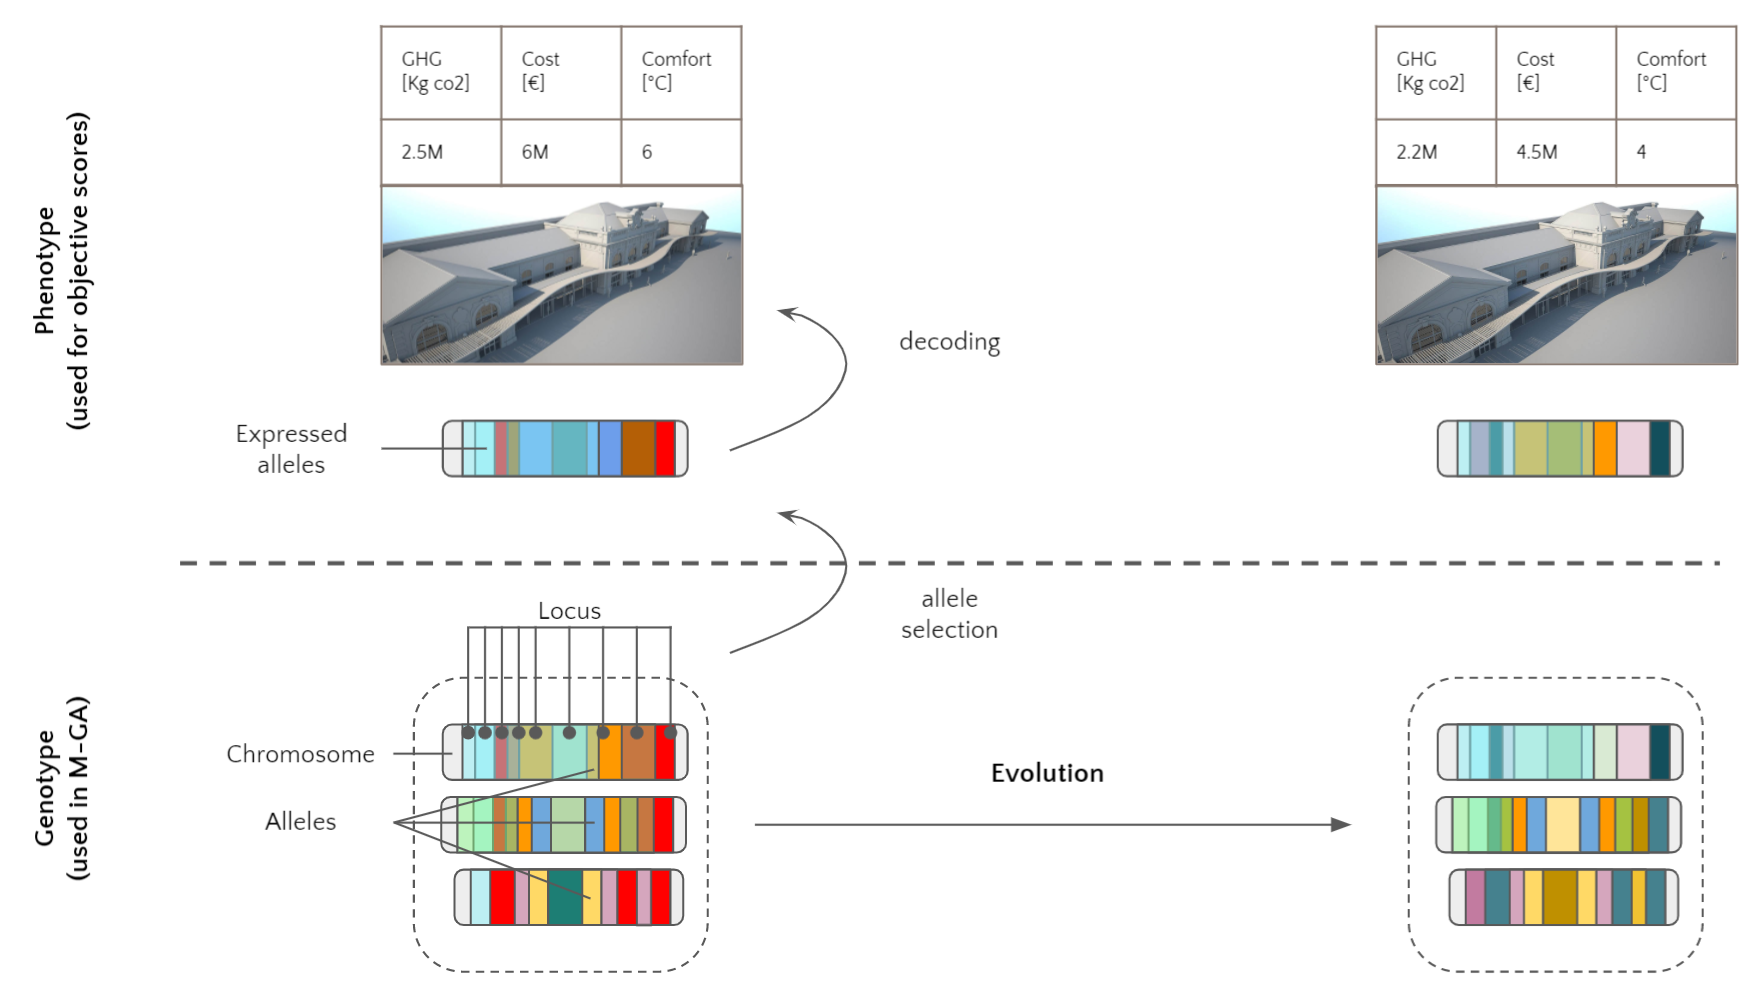 GHG
[Kg co2]
Cost
[€]
Comfort
[°C]
2.5M
6M
6
GHG
[Kg co2]
Cost
[€]
Comfort
[°C]
2.2M
4.5M
4
Phenotype
(used for objective scores)
decoding
Expressed
alleles
allele
selection
Locus
Genotype
(used in M-GA)
Chromosome
Alleles
Evolution